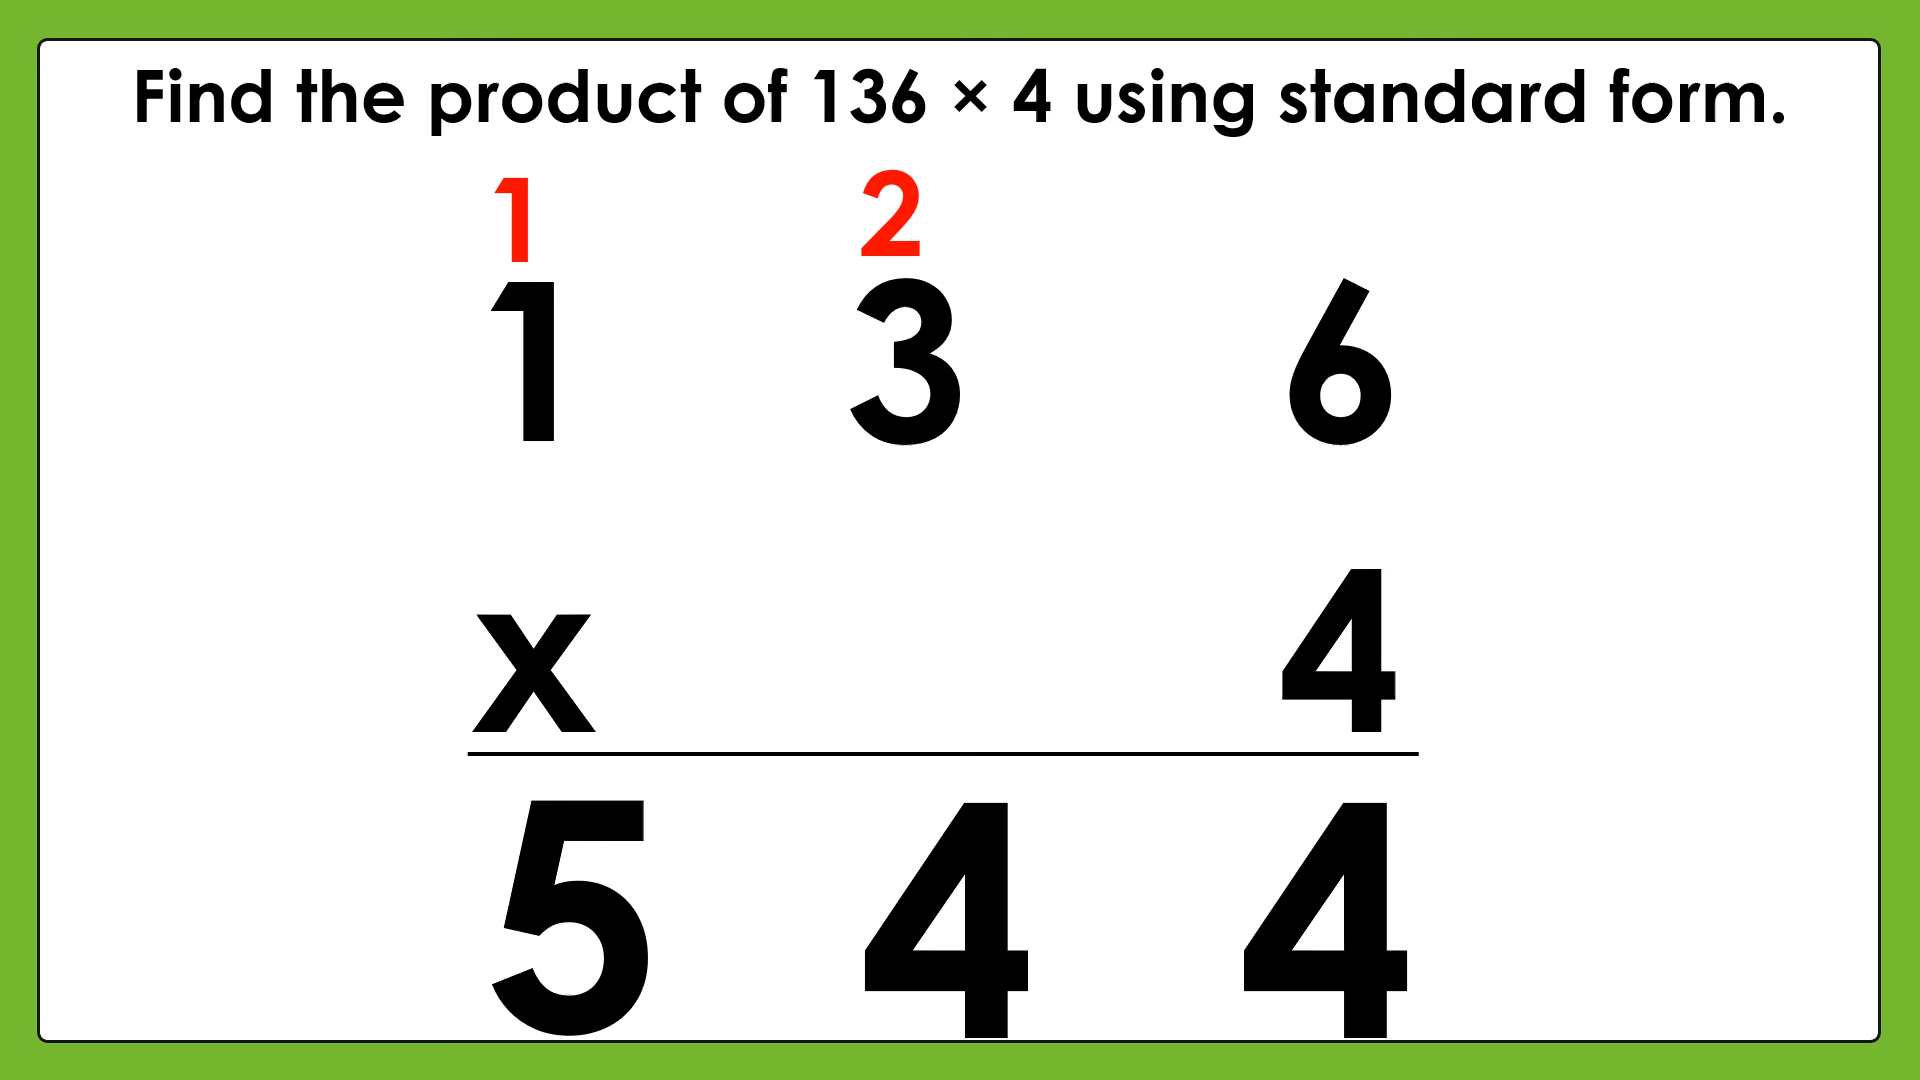 Find the product of 136 × 4 using standard form.
1 2
1 3 6
x 4
5 4 4